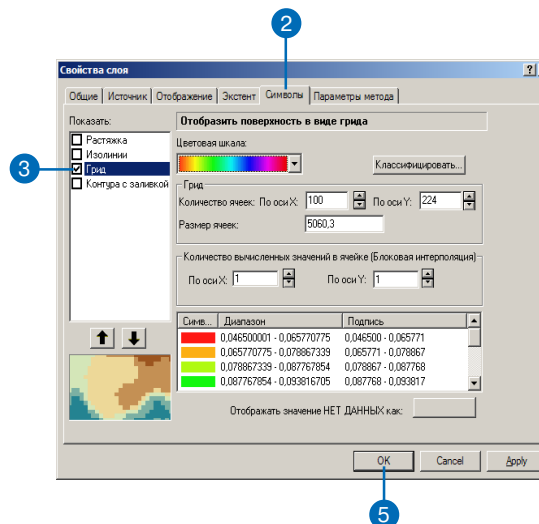 2
Свойства слоя ?
Общие Источник Отображение Экстент Символы Параметры метода
Показать:
Отобразить поверхность в виде грида
Растяжка
Изолинии
3
Грид
Контура с заливкой
Цветовая шкала:
Классифицировать...
Грид
Количество ячеек: По оси X: 100 По оси Y: 224
Размер ячеек: 5060,3
Количество вычисленных значений в ячейке (Блоковая интерполяция)
По оси X: 1 По оси Y: 1
Симв... Диапазон Подпись
0,046500001 - 0,065770775 0,046500 - 0,065771
0,065770775 - 0,078867339 0,065771 - 0,078867
0,078867339 - 0,087767854 0,078867 - 0,087768
0,087767854 - 0,093816705 0,087768 - 0,093817
Отображать значение НЕТ ДАННЫХ как:
OK Cancel Apply
5